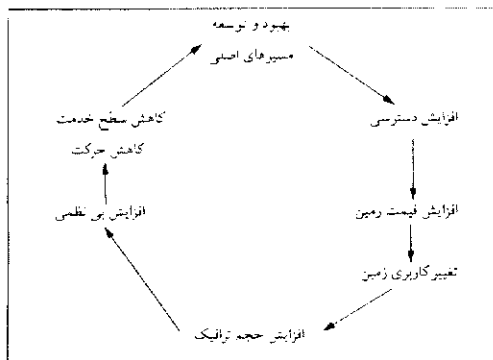 بهبود و توسعه
مسیرهای اصلی
افزایش دسترسی
افزایش قیمت زمین
تغییر کاربری زمین
افزایش حجم ترافیک
افزایش بی نظمی
کاهش سطح خدمت
کاهش حرکت